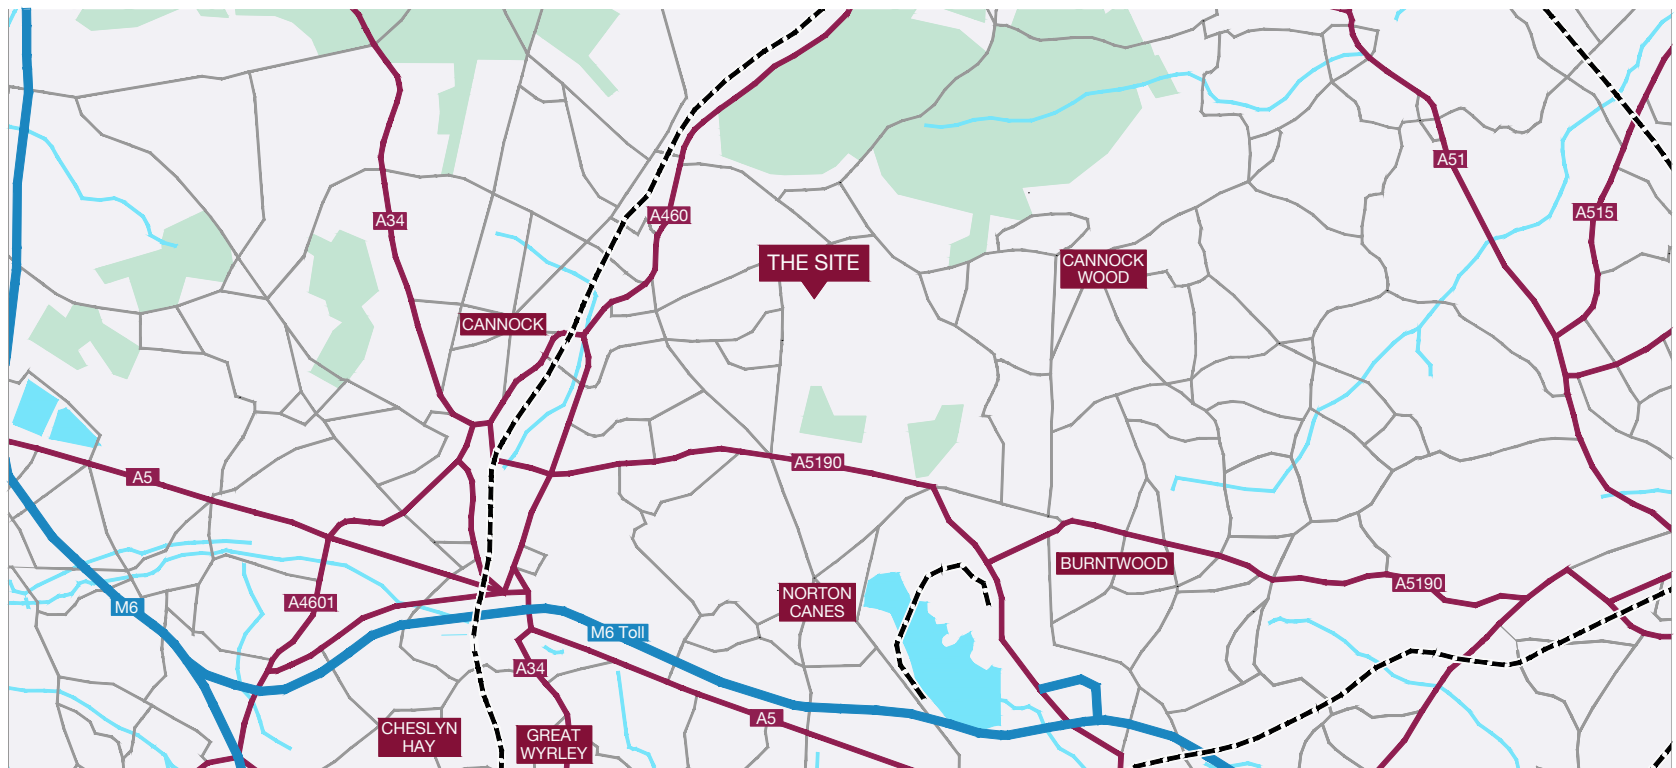 A51
A515
A34
A460
THE SITE
CANNOCK
WOOD
CANNOCK
A5
A5190
BURNTWOOD
A5190
A4601
M6
NORTON
CANES
M6 Toll
A34
A5
CHESLYN
HAY
GREAT
WYRLEY